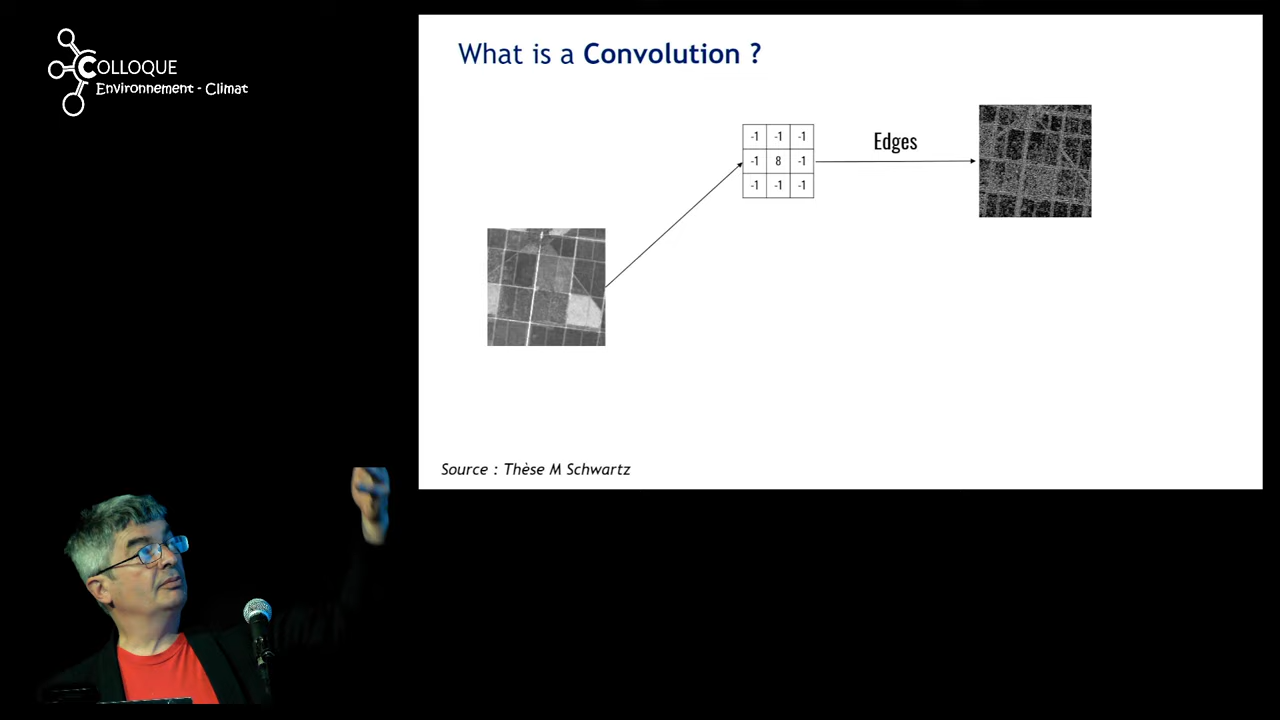 COLLOQUE
Environnement - Climat
What is a Convolution ?
-1 -1 -1
-1 8 -1
-1 -1 -1
Edges
Source : Thèse M Schwartz